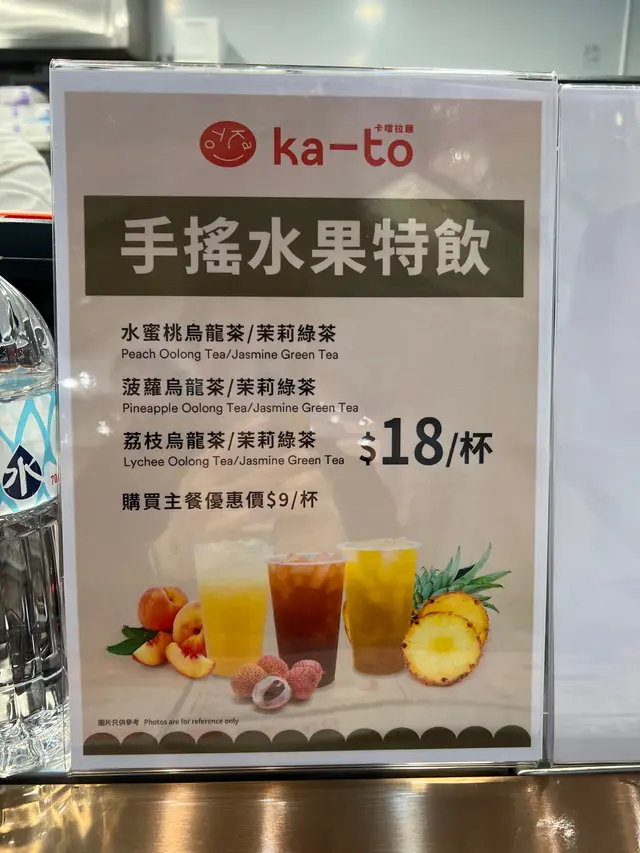 KaTo
卡噹拉麵
ka-to
手搖水果特飲
水蜜桃烏龍茶/茉莉綠茶
Peach Oolong Tea/Jasmine Green Tea
菠蘿烏龍茶/茉莉綠茶
Pineapple Oolong Tea/Jasmine Green Tea
荔枝烏龍茶/茉莉綠茶
Lychee Oolong Tea/Jasmine Green Tea
$18/杯
購買主餐優惠價$9/杯
圖片只供參考 Photos are for reference only
水